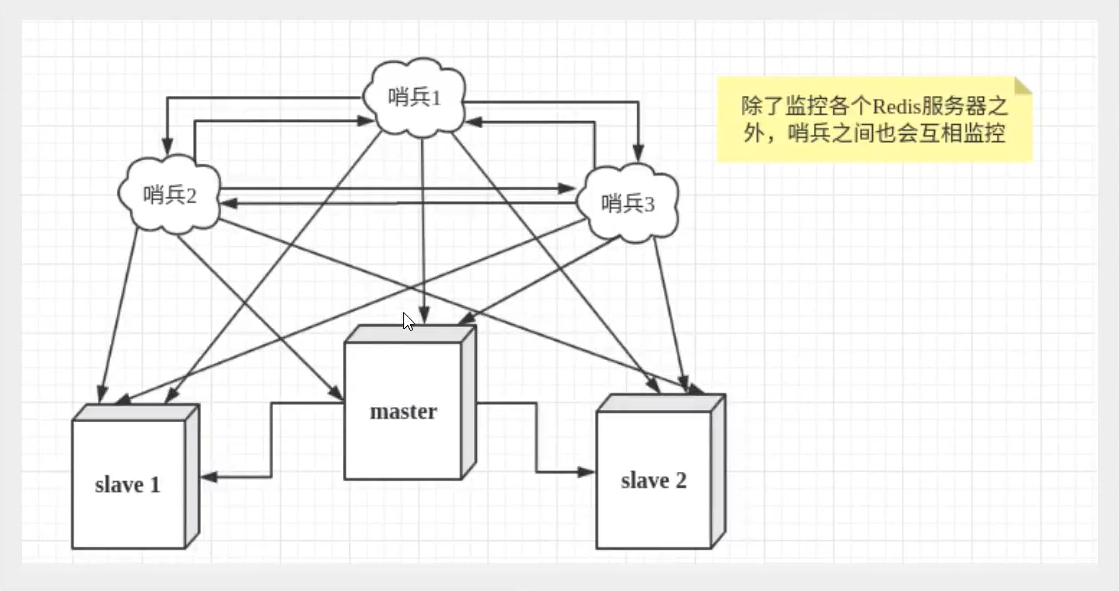 哨兵1
除了监控各个Redis服务器之
外，哨兵之间也会互相监控
哨兵2
哨兵3
master
slave 1
slave 2